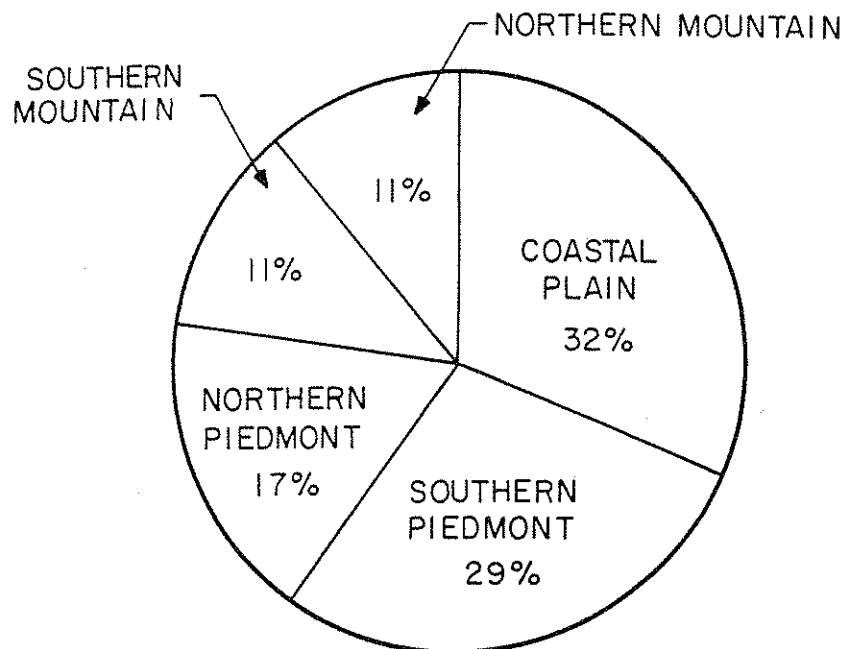 NORTHERN MOUNTAIN
SOUTHERN
MOUNTAIN
11%
11%
COASTAL
PLAIN
32%
NORTHERN
PIEDMONT
17%
SOUTHERN
PIEDMONT
29%